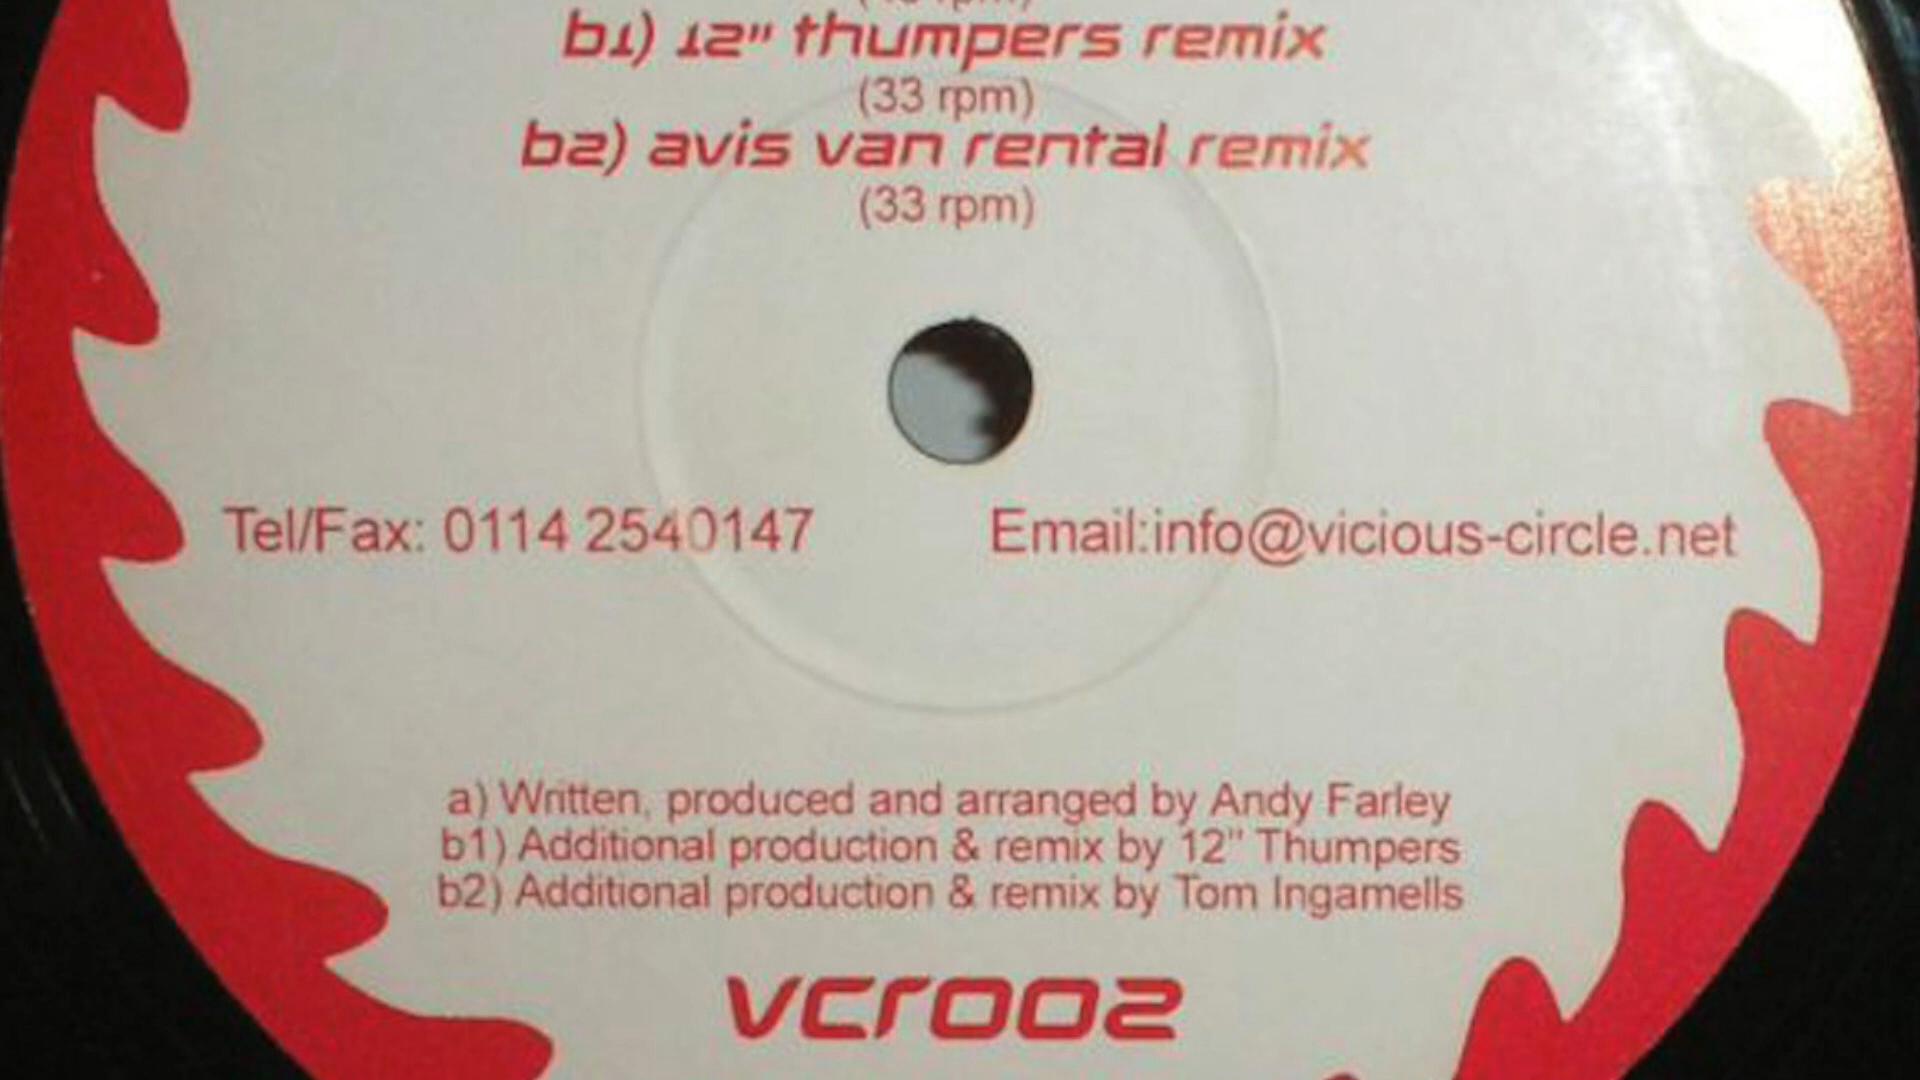 b1) 12" thumpers remix
(33 rpm)
b2) avis van rental remix
(33 rpm)
Tel/Fax: 0114 2540147 Email:info@vicious-circle.net
a) Written, produced and arranged by Andy Farley
b1) Additional production & remix by 12" Thumpers
b2) Additional production & remix by Tom Ingamells
vcr002